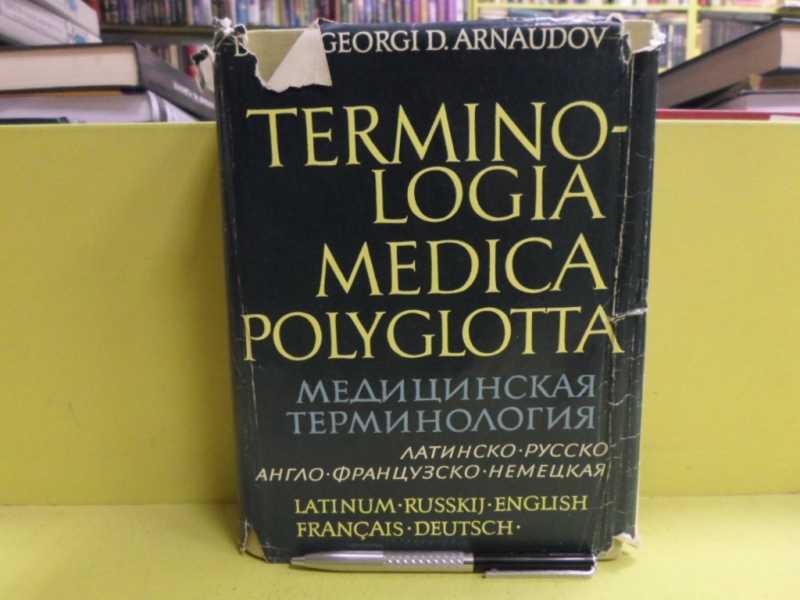 GEORGI D. ARNAUDOV
TERMINO-
LOGIA
MEDICA
POLYGLOTTA
МЕДИЦИНСКАЯ
ТЕРМИНОЛОГИЯ
ЛАТИНСКО·РУССКО
АНГЛО·ФРАНЦУЗСКО·НЕМЕЦКАЯ
LATINUM·RUSSKIJ·ENGLISH
FRANÇAIS·DEUTSCH·